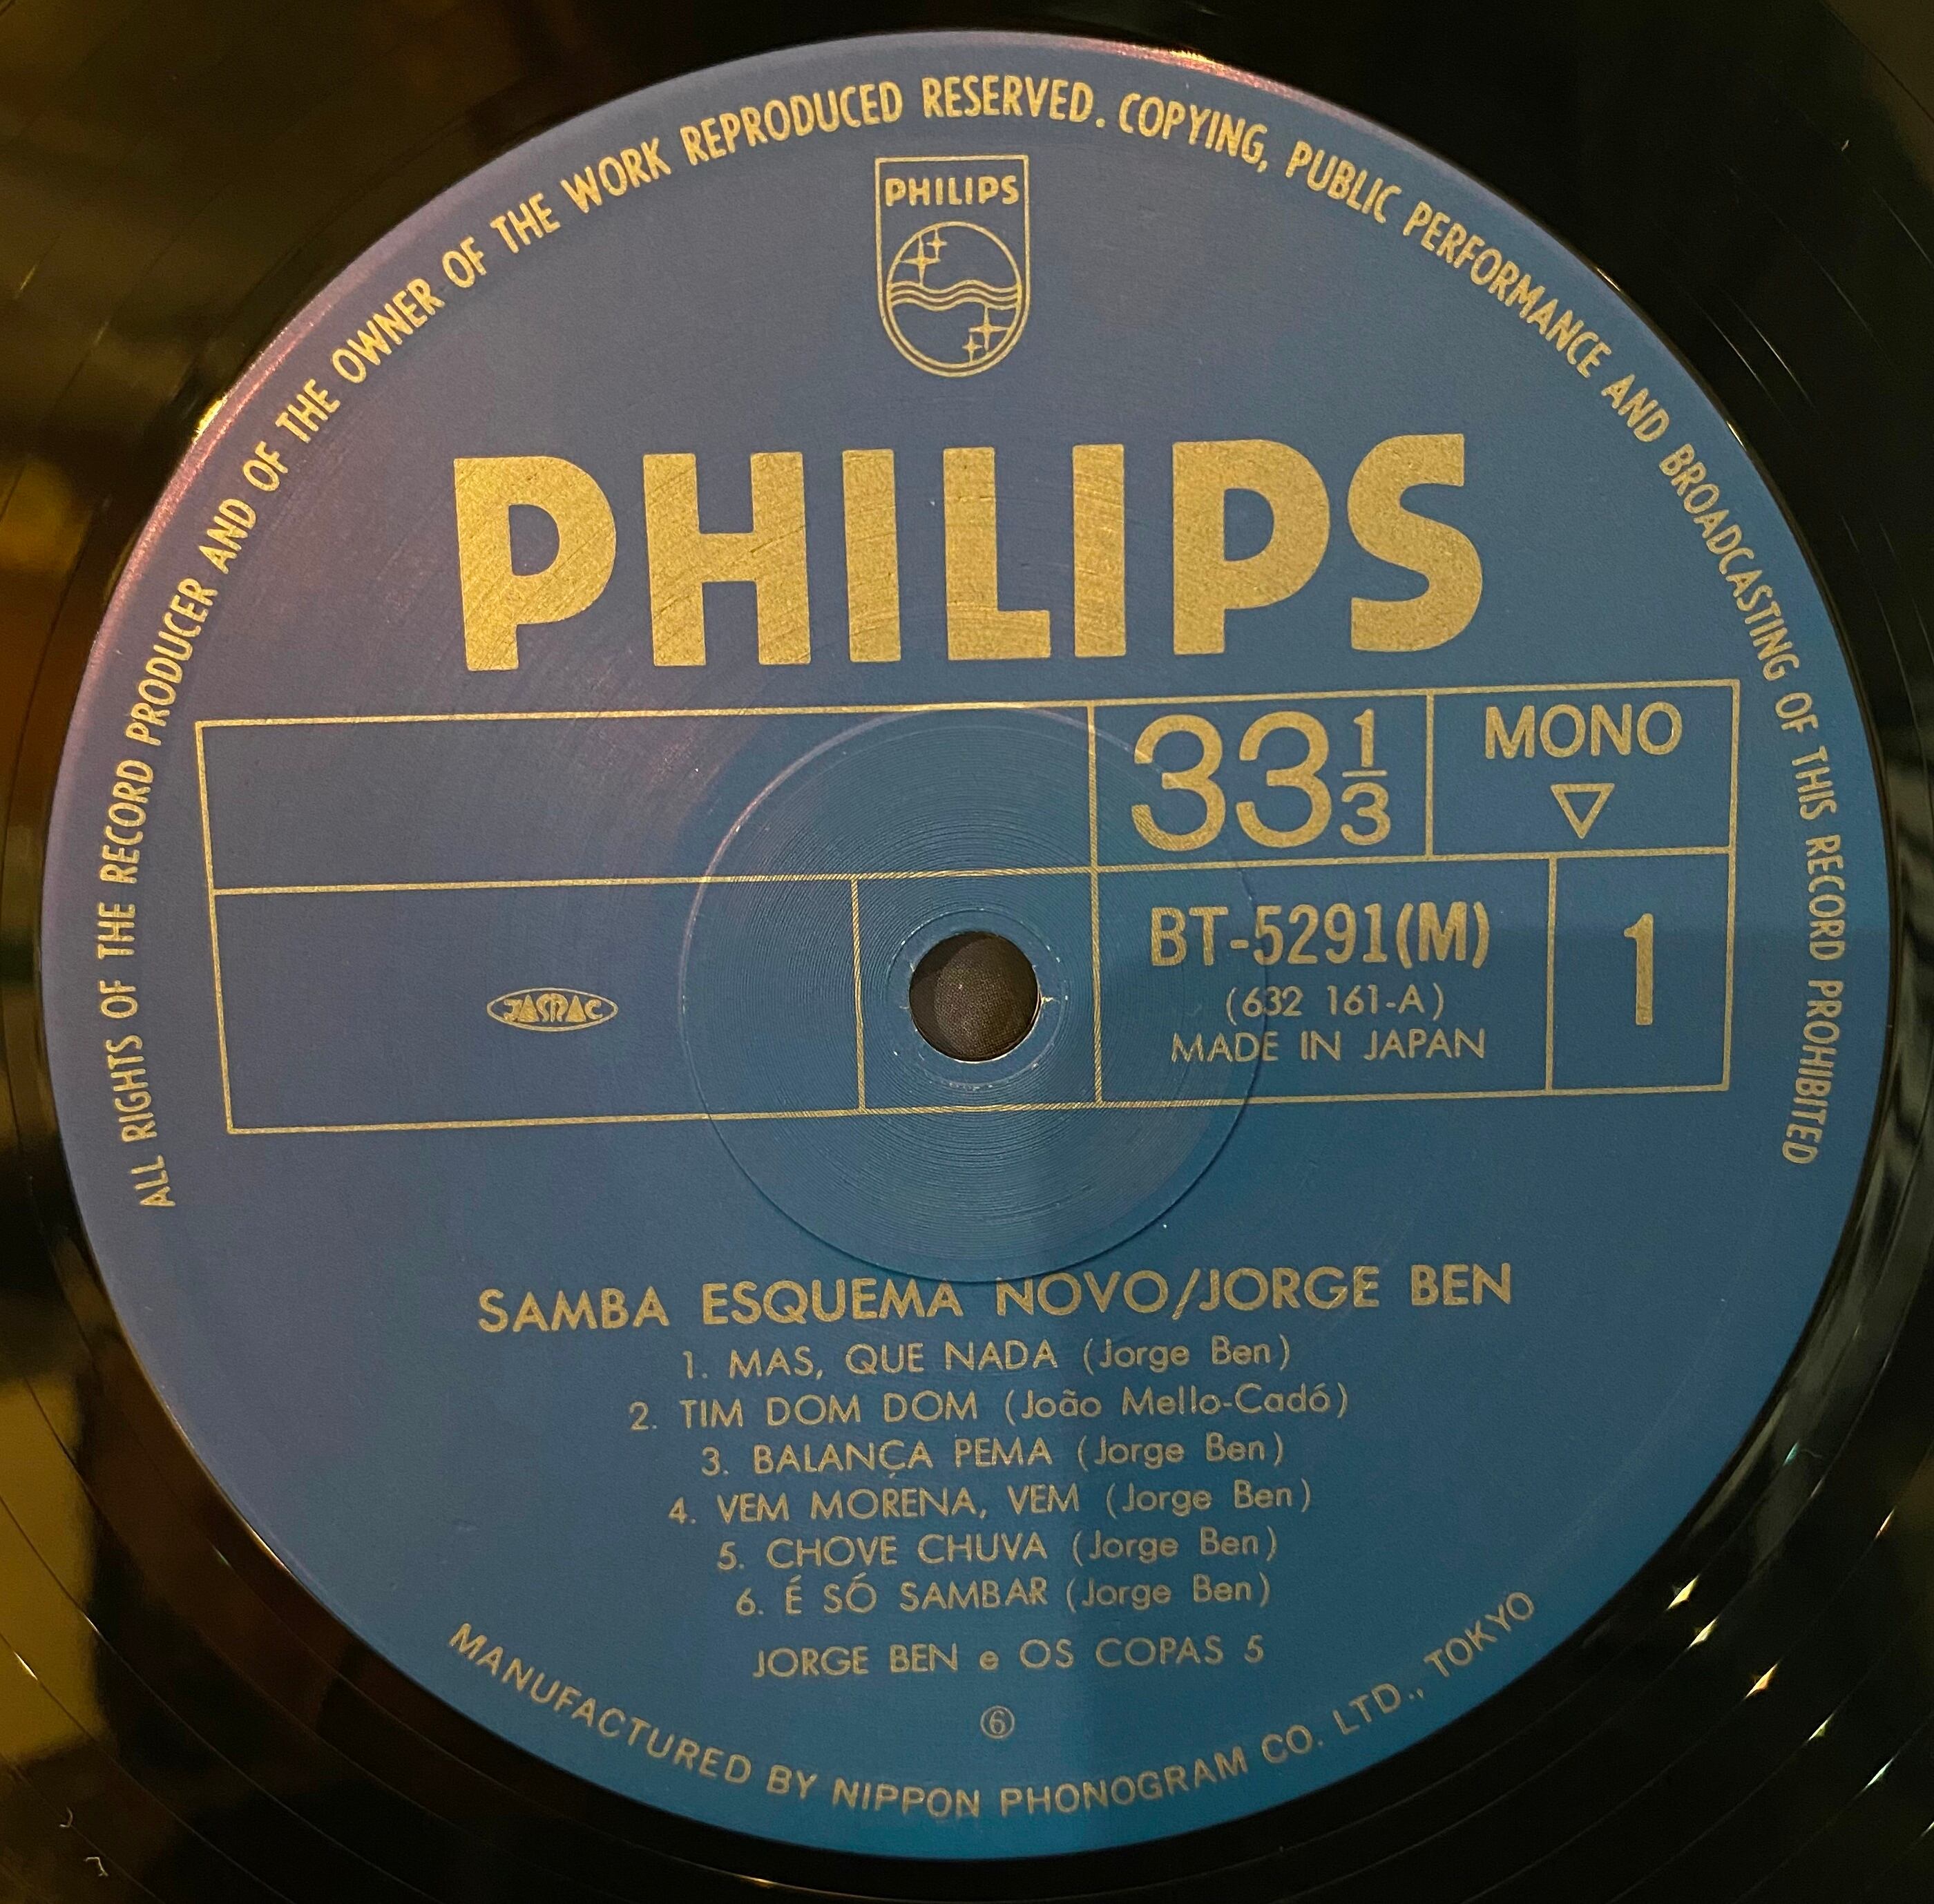 ALL RIGHTS OF THE RECORD PRODUCER AND OF THE OWNER OF THE WORK REPRODUCED RESERVED. COPYING, PUBLIC PERFORMANCE AND BROADCASTING OF THIS RECORD PROHIBITED
PHILIPS
PHILIPS
33 1/3
MONO
▽
JASRAC
BT-5291(M)
(632 161-A)
MADE IN JAPAN
1
SAMBA ESQUEMA NOVO/JORGE BEN
1. MAS, QUE NADA (Jorge Ben)
2. TIM DOM DOM (João Mello-Cadó)
3. BALANÇA PEMA (Jorge Ben)
4. VEM MORENA, VEM (Jorge Ben)
5. CHOVE CHUVA (Jorge Ben)
6. É SÓ SAMBAR (Jorge Ben)
JORGE BEN e OS COPAS 5
⑥
MANUFACTURED BY NIPPON PHONOGRAM CO. LTD., TOKYO